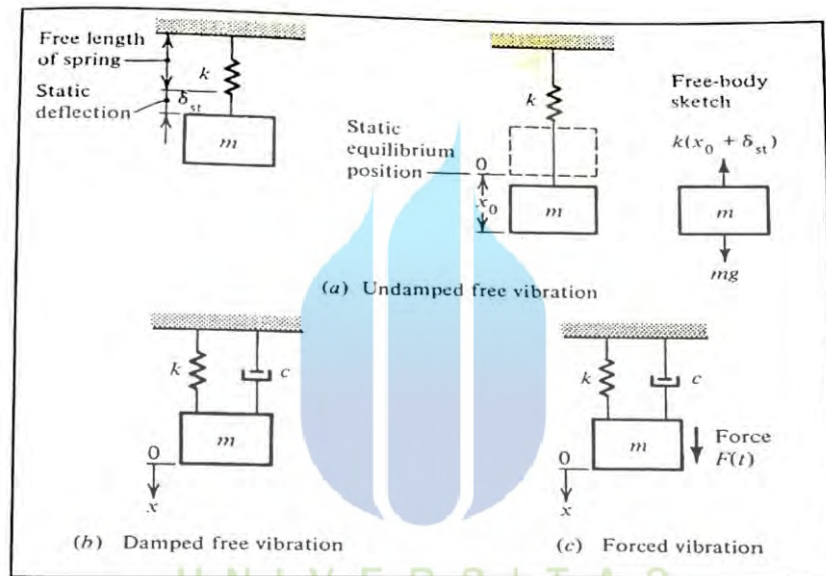 Free length
of spring
k
Static
deflection
δst
m
k
Static
equilibrium
position
0
x0
m
Free-body
sketch
k(x0 + δst)
m
mg
(a) Undamped free vibration
k
c
m
0
x
(b) Damped free vibration
k
c
m
Force
F(t)
0
x
(c) Forced vibration
UNIVERSITAS